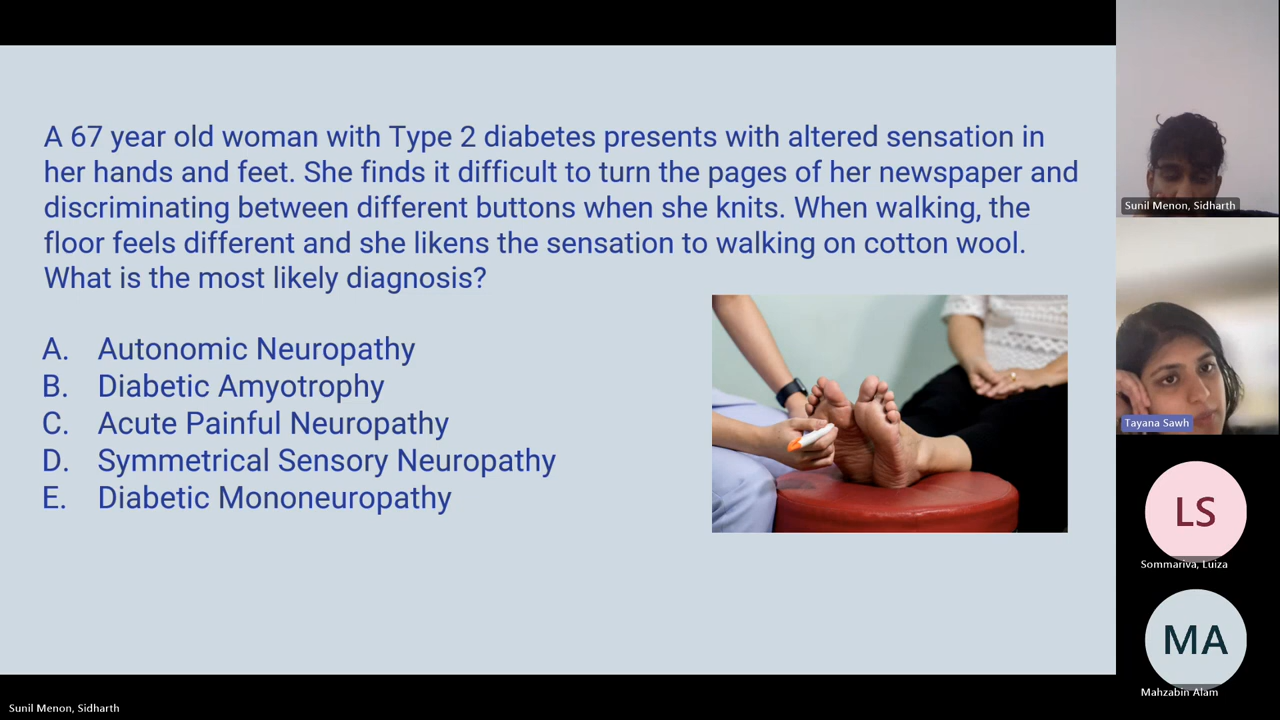 A 67 year old woman with Type 2 diabetes presents with altered sensation in
her hands and feet. She finds it difficult to turn the pages of her newspaper and
discriminating between different buttons when she knits. When walking, the
floor feels different and she likens the sensation to walking on cotton wool.
What is the most likely diagnosis?
A. Autonomic Neuropathy
B. Diabetic Amyotrophy
C. Acute Painful Neuropathy
D. Symmetrical Sensory Neuropathy
E. Diabetic Mononeuropathy
Sunil Menon, Sidharth
Tayana Sawh
LS
Sommariva, Luiza
MA
Mahzabin Alam
Sunil Menon, Sidharth